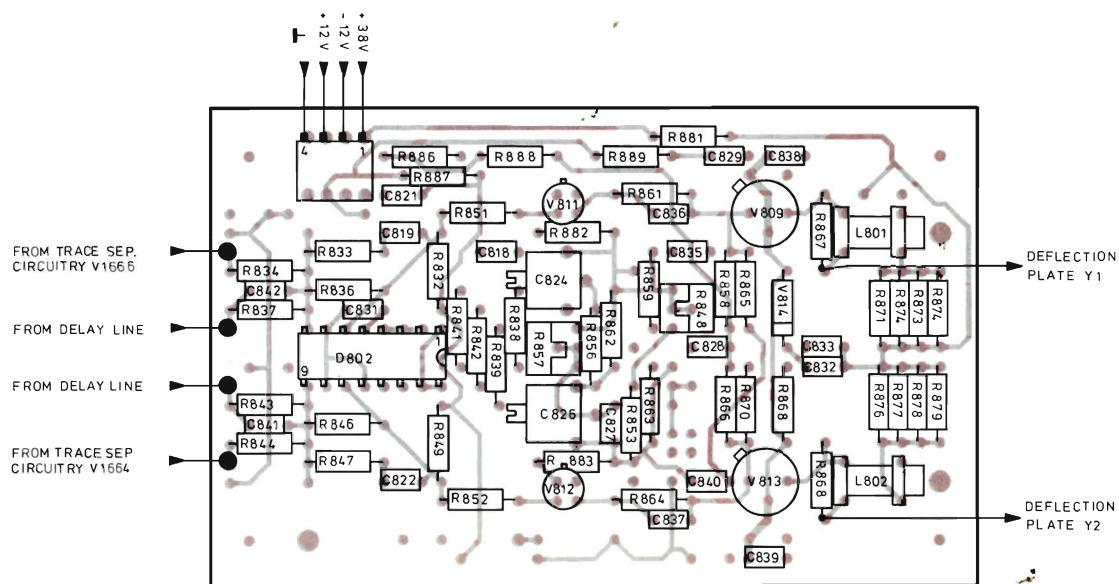 +12V
-12V
+38V
4
1
R881
R886
R888
R889
C829
C838
R887
C821
R851
V811
R861
C836
V809
R867
L801
FROM TRACE SEP.
CIRCUITRY V1666
R833
C819
R832
C818
R882
C835
DEFLECTION
PLATE Y1
R834
C842
R836
R837
C831
C824
R859
R858
R865
V814
R848
R871
R874
R873
R874
FROM DELAY LINE
R841
R842
R839
R838
R857
R856
R862
C828
C833
C832
D802
9
1
FROM DELAY LINE
R843
C841
R844
R846
R849
C826
C827
R853
R863
R866
R870
R868
R876
R877
R878
R879
FROM TRACE SEP
CIRCUITRY V1664
R847
C822
R883
V812
C840
V813
R868
L802
R852
R864
C837
DEFLECTION
PLATE Y2
C839